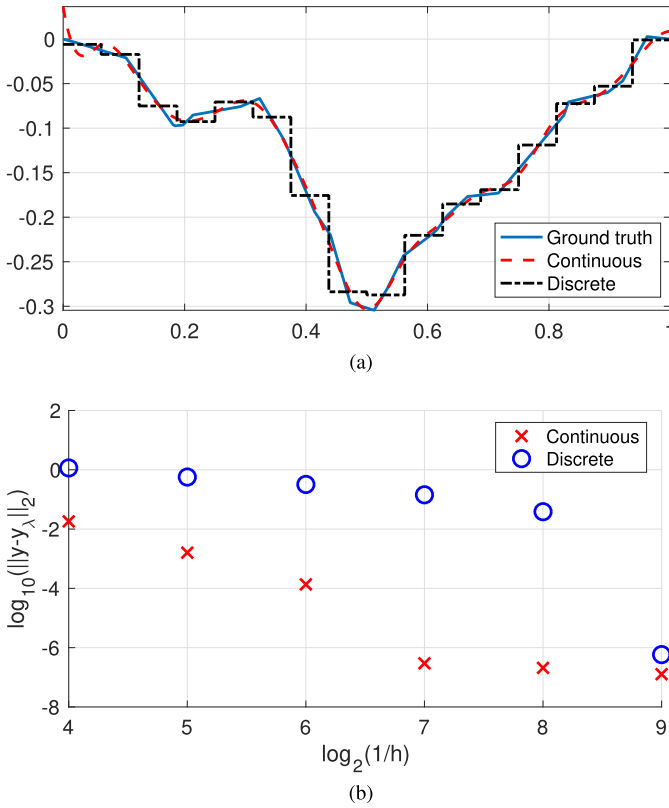 0
-0.05
-0.1
-0.15
-0.2
-0.25
-0.3
Ground truth
Continuous
Discrete
0 0.2 0.4 0.6 0.8 1
(a)
2
0
-2
-4
-6
-8
log10(||y-yλ||2)
Continuous
Discrete
4 5 6 7 8 9
log2(1/h)
(b)